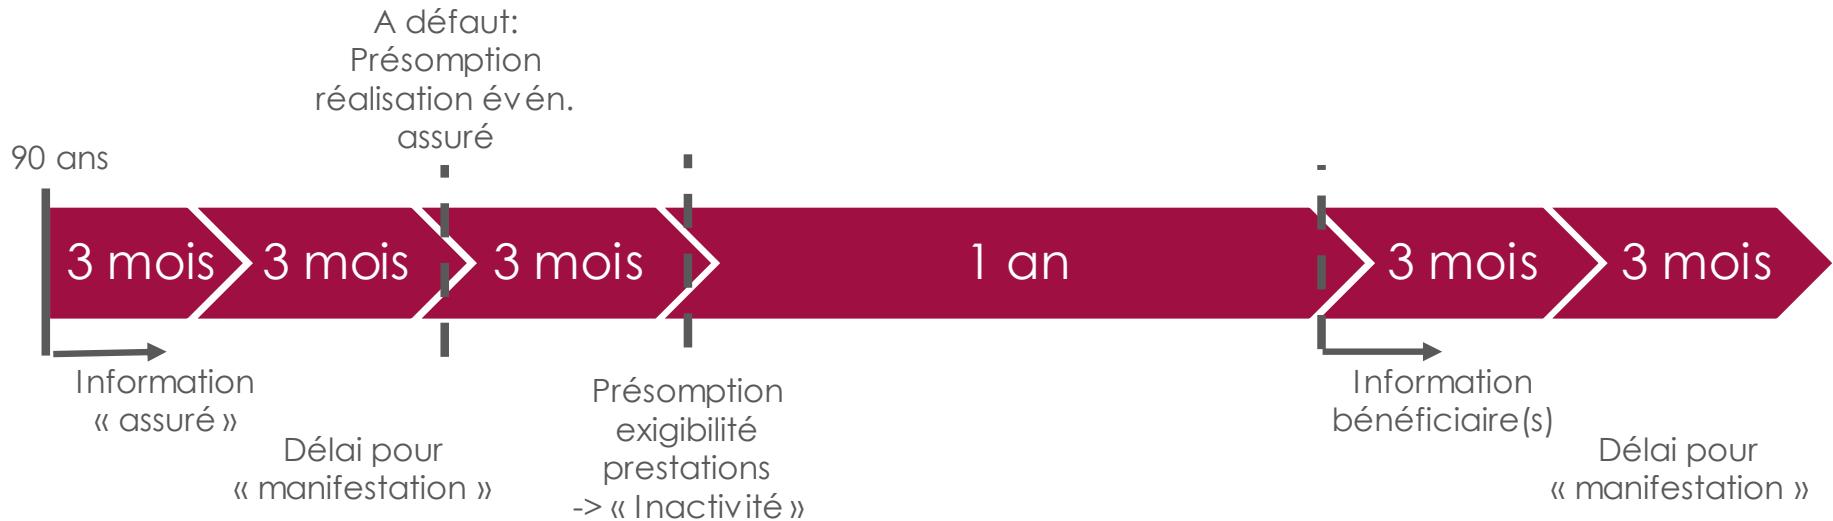 A défaut:
Présomption
réalisation évén.
assuré
90 ans
3 mois
3 mois
3 mois
1 an
3 mois
3 mois
Information
« assuré »
Délai pour
« manifestation »
Présomption
exigibilité
prestations
-> « Inactivité »
Information
bénéficiaire(s)
Délai pour
« manifestation »